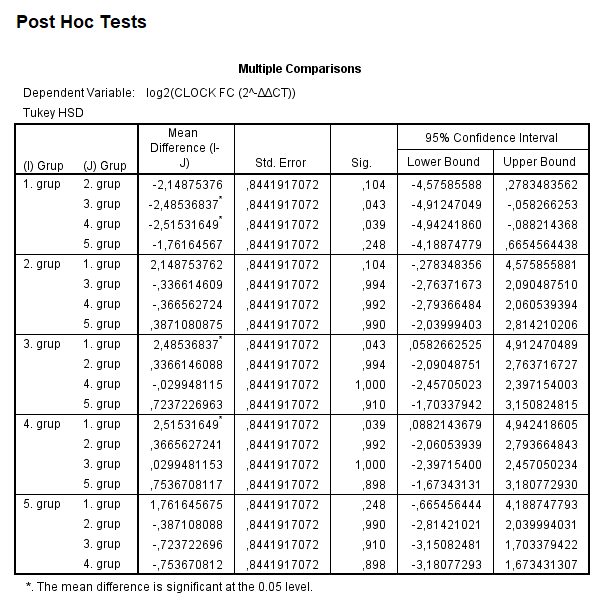 Post Hoc Tests
Multiple Comparisons
Dependent Variable: log2(CLOCK FC (2^-ΔΔCT))
Tukey HSD
(I) Grup (J) Grup Mean Difference (I-J) Std. Error Sig. 95% Confidence Interval
Lower Bound Upper Bound
1. grup 2. grup -2,14875376 ,8441917072 ,104 -4,57585588 ,2783483562
3. grup -2,48536837* ,8441917072 ,043 -4,91247049 -,058266253
4. grup -2,51531649* ,8441917072 ,039 -4,94241860 -,088214368
5. grup -1,76164567 ,8441917072 ,248 -4,18874779 ,6654564438
2. grup 1. grup 2,148753762 ,8441917072 ,104 -,278348356 4,575855881
3. grup -,336614609 ,8441917072 ,994 -2,76371673 2,090487510
4. grup -,366562724 ,8441917072 ,992 -2,79366484 2,060539394
5. grup ,3871080875 ,8441917072 ,990 -2,03999403 2,814210206
3. grup 1. grup 2,48536837* ,8441917072 ,043 ,0582662525 4,912470489
2. grup ,3366146088 ,8441917072 ,994 -2,09048751 2,763716727
4. grup -,029948115 ,8441917072 1,000 -2,45705023 2,397154003
5. grup ,7237226963 ,8441917072 ,910 -1,70337942 3,150824815
4. grup 1. grup 2,51531649* ,8441917072 ,039 ,0882143679 4,942418605
2. grup ,3665627241 ,8441917072 ,992 -2,06053939 2,793664843
3. grup ,0299481153 ,8441917072 1,000 -2,39715400 2,457050234
5. grup ,7536708117 ,8441917072 ,898 -1,67343131 3,180772930
5. grup 1. grup 1,761645675 ,8441917072 ,248 -,665456444 4,188747793
2. grup -,387108088 ,8441917072 ,990 -2,81421021 2,039994031
3. grup -,723722696 ,8441917072 ,910 -3,15082481 1,703379422
4. grup -,753670812 ,8441917072 ,898 -3,18077293 1,673431307
*. The mean difference is significant at the 0.05 level.